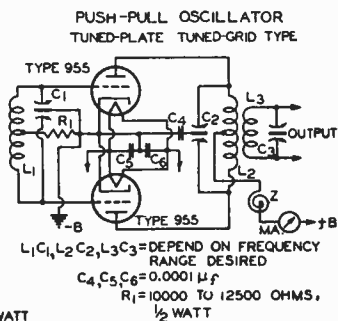 PUSH-PULL OSCILLATOR
TUNED-PLATE TUNED-GRID TYPE
TYPE 955
C1
R1
C4
C2
L3
OUTPUT
C5
C6
L1
C3
L2
Z
TYPE 955
-B
MA.
+B
L1C1, L2C2, L3C3 = DEPEND ON FREQUENCY
RANGE DESIRED
C4, C5, C6 = 0.0001 µf
R1 = 10000 TO 12500 OHMS,
1/2 WATT
WATT